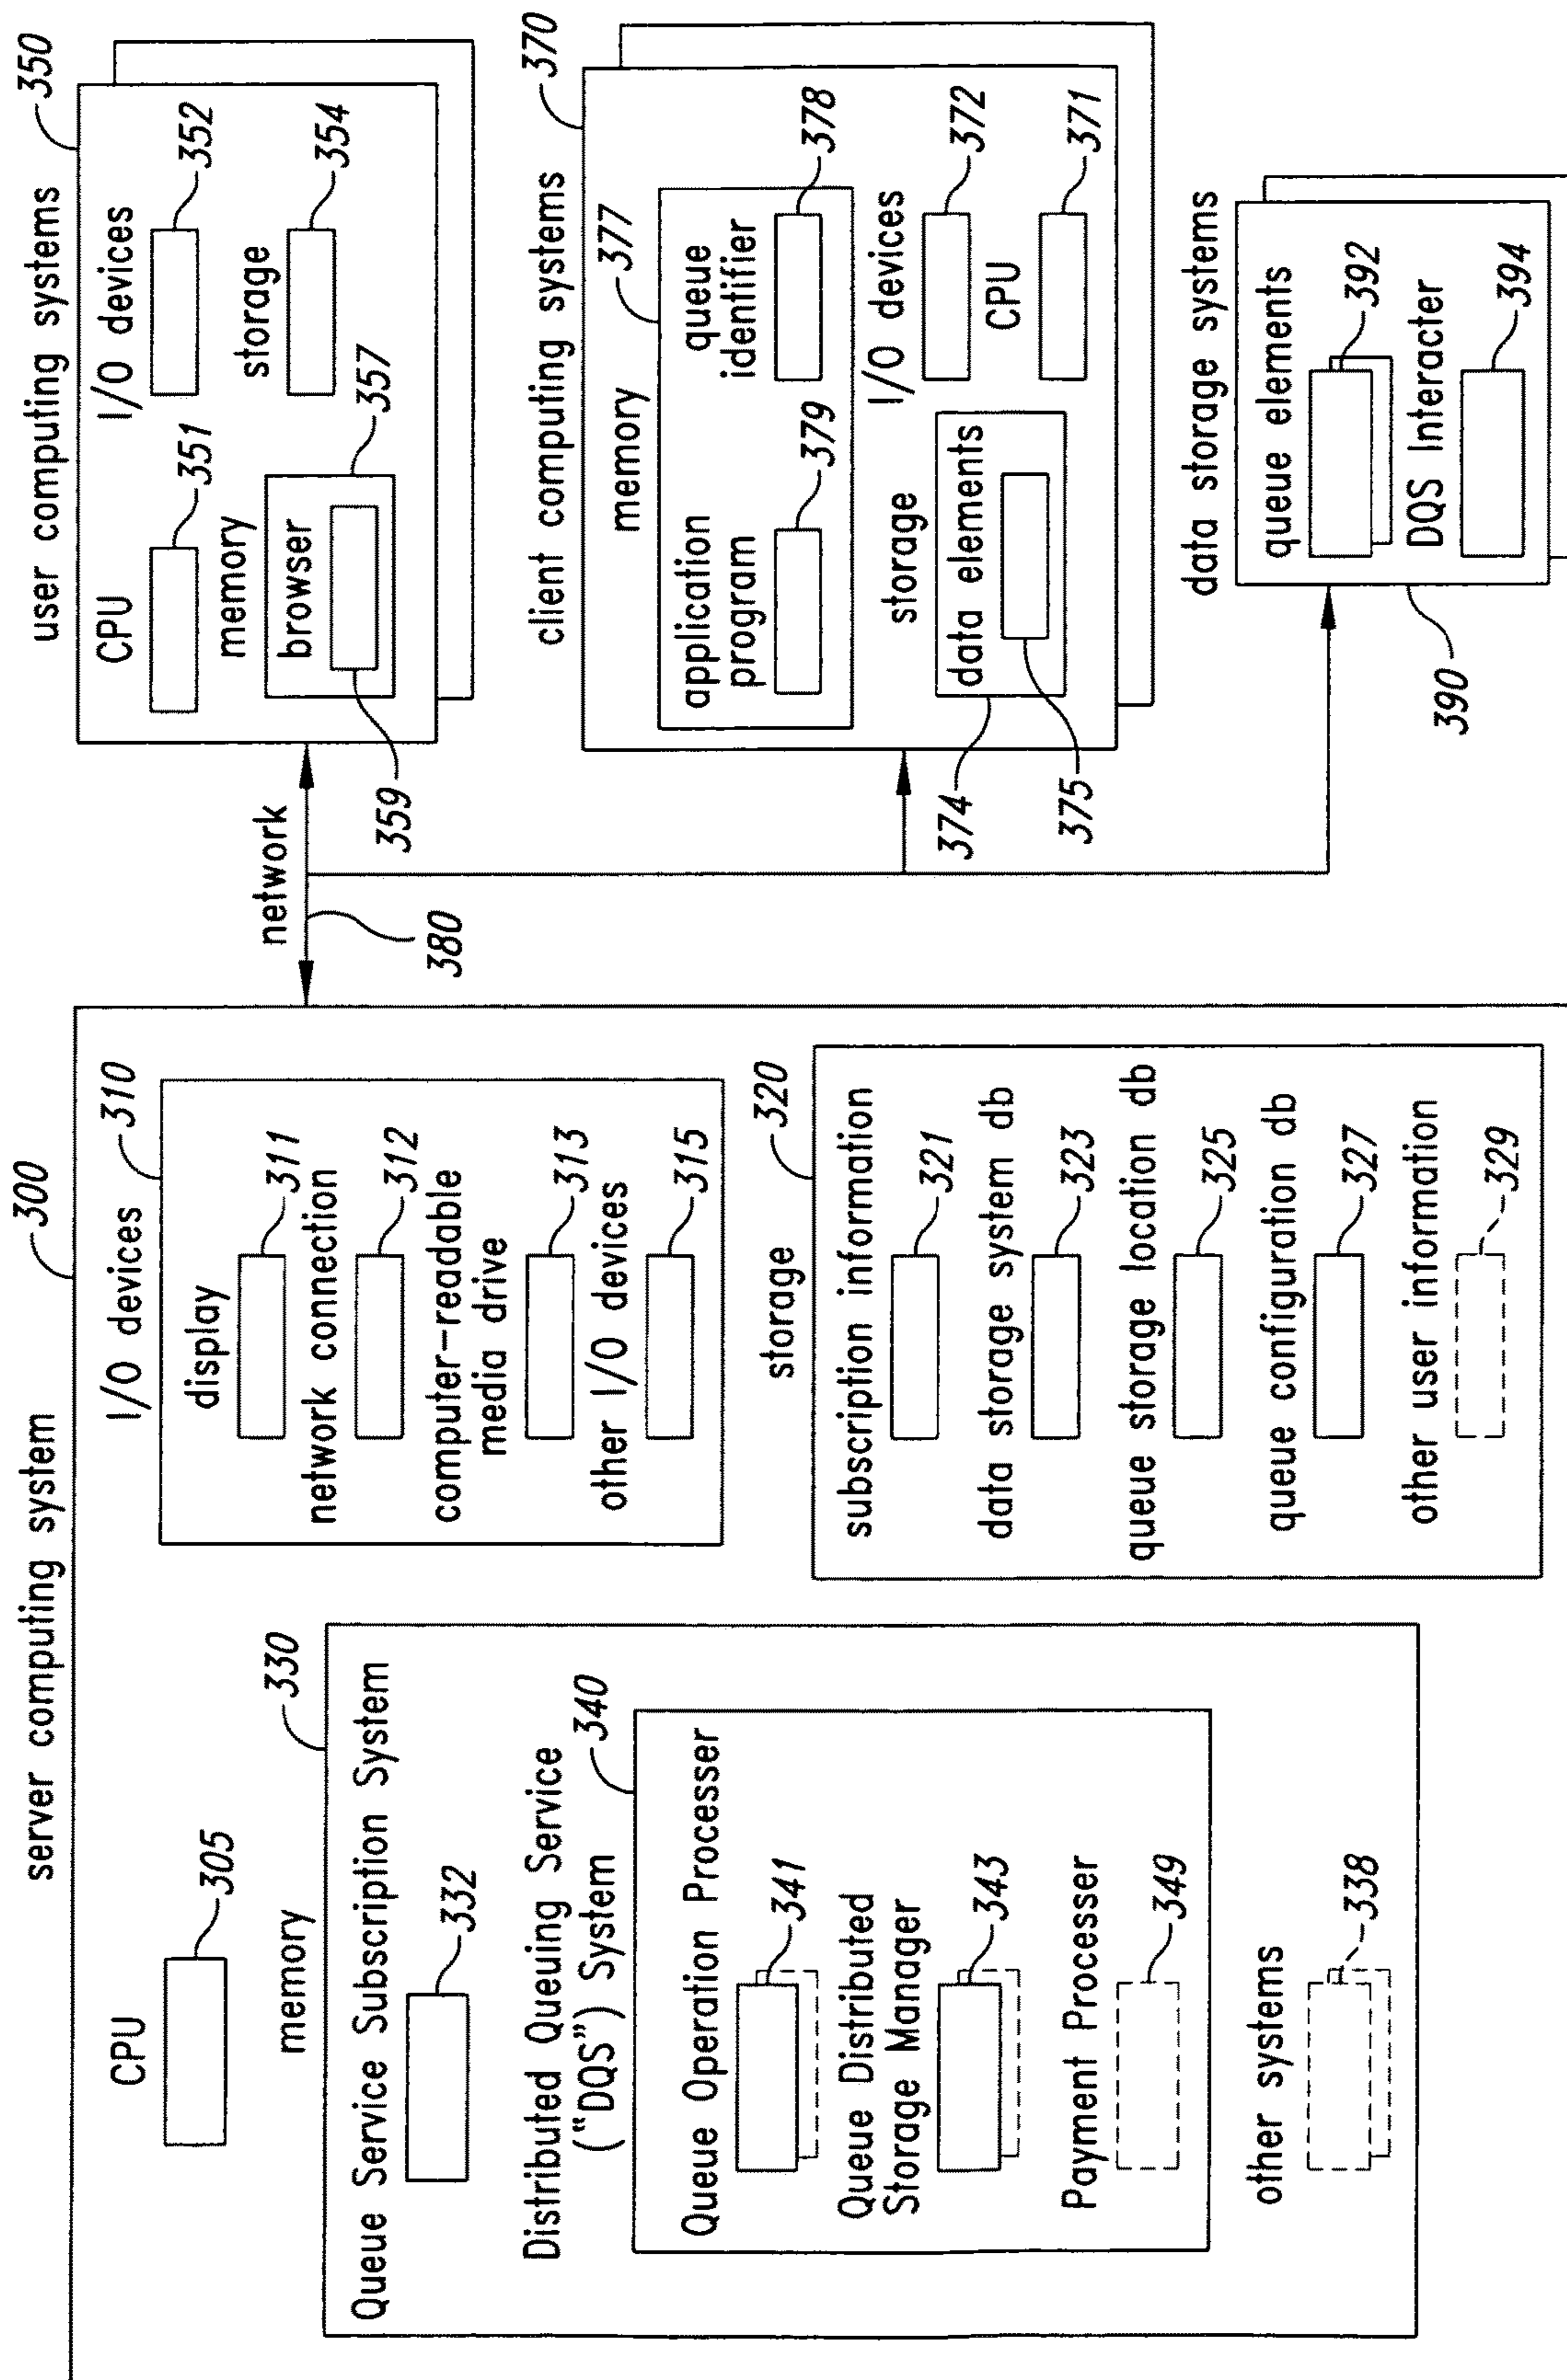 server computing system
300
CPU
305
memory
330
Queue Service Subscription System
332
Distributed Queuing Service
("DQS") System
340
Queue Operation Processer
341
Queue Distributed
Storage Manager
343
Payment Processer
349
other systems
338
I/O devices
310
display
311
network connection
312
computer-readable
media drive
313
other I/O devices
315
storage
320
subscription information
321
data storage system db
323
queue storage location db
325
queue configuration db
327
other user information
329
network
380
user computing systems
350
CPU
351
I/O devices
352
memory
357
browser
359
storage
354
client computing systems
370
memory
377
application
program
379
queue
identifier
378
storage
374
data elements
375
I/O devices
372
CPU
371
data storage systems
390
queue elements
392
DQS Interacter
394